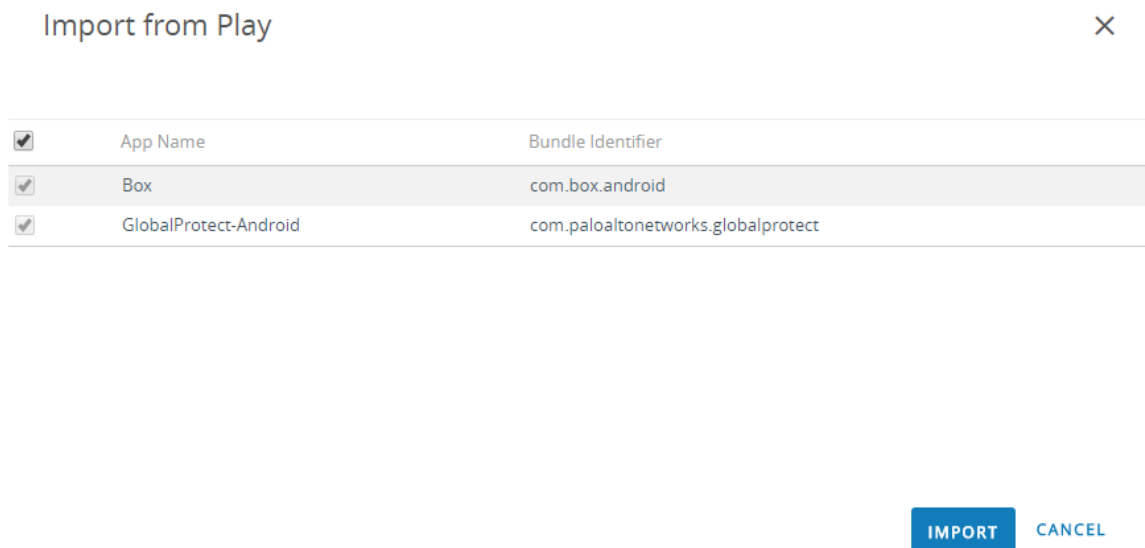 Import from Play
App Name Bundle Identifier
Box com.box.android
GlobalProtect-Android com.paloaltonetworks.globalprotect
IMPORT CANCEL